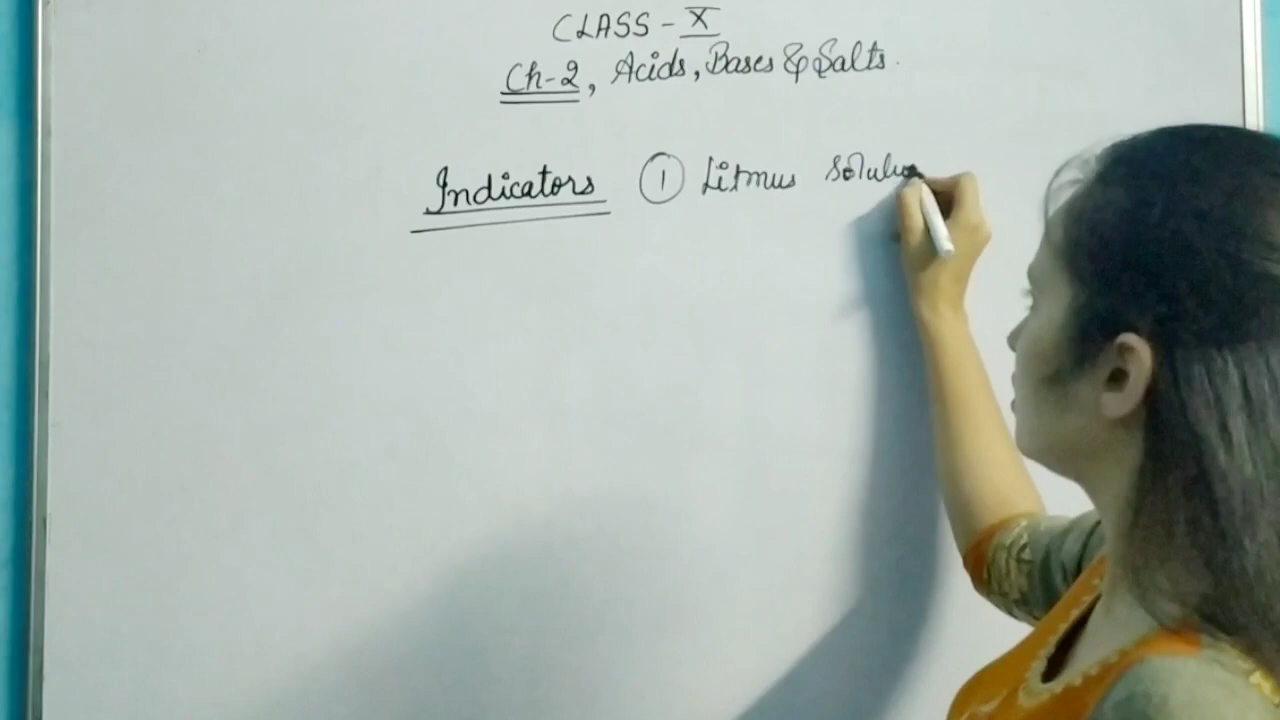 CLASS - X
Ch-2, Acids, Bases & Salts.
Indicators ① Litmus